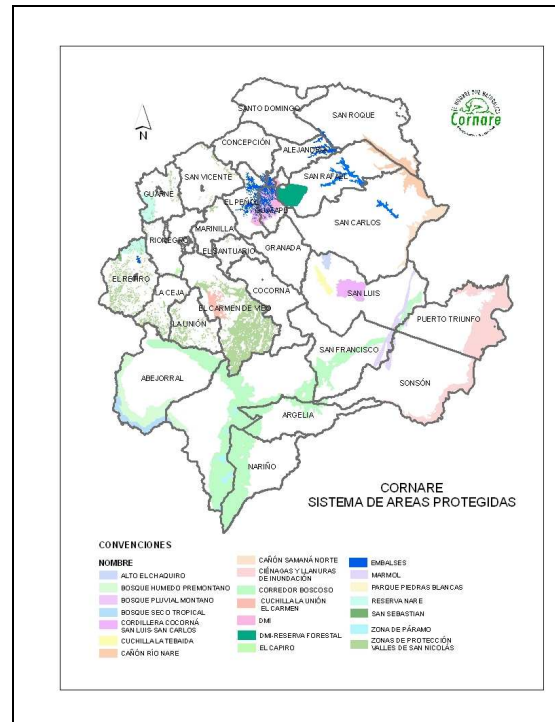 SANTO DOMINGO
SAN ROQUE
Cornare
N
CONCEPCIÓN
ALEJANDRÍA
SAN VICENTE
SAN RAFAEL
GUARNE
EL PEÑOL
GUATAPÉ
SAN CARLOS
MARINILLA
RIONEGRO
GRANADA
EL SANTUARIO
EL RETIRO
LA CEJA
COCORNÁ
SAN LUIS
EL CARMEN DE VIBO
PUERTO TRIUNFO
LA UNIÓN
SAN FRANCISCO
ABEJORRAL
SONSÓN
ARGELIA
NARIÑO
CORNARE
SISTEMA DE AREAS PROTEGIDAS
CONVENCIONES
NOMBRE
ALTO EL CHAQUIRO
BOSQUE HUMEDO PREMONTANO
BOSQUE PLUVIAL MONTANO
BOSQUE SECO TROPICAL
CORDILLERA COCORNÁ
SAN LUIS-SAN CARLOS
CUCHILLA LA TEBAIDA
CAÑÓN RÍO NARE
CAÑÓN SAMANÁ NORTE
CIÉNAGAS Y LLANURAS
DE INUNDACIÓN
CORREDOR BOSCOSO
CUCHILLA LA UNIÓN
EL CARMEN
DMI
DMI-RESERVA FORESTAL
EL CAPIRO
EMBALSES
MARMOL
PARQUE PIEDRAS BLANCAS
RESERVA NARE
SAN SEBASTIAN
ZONA DE PÁRAMO
ZONAS DE PROTECCIÓN
VALLES DE SAN NICOLÁS